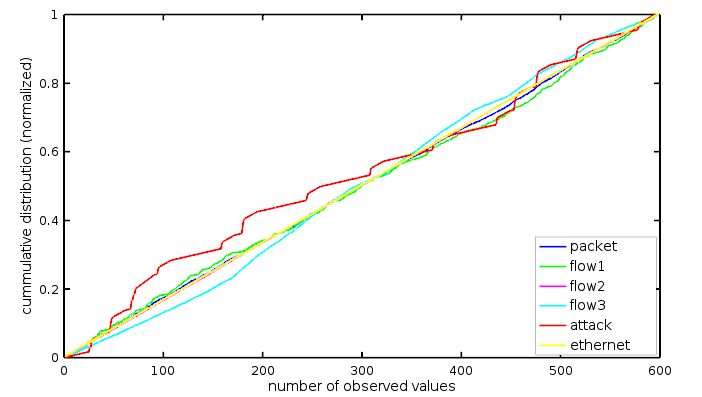 cummulative distribution (normalized)
1
0.8
0.6
0.4
0.2
0
0 100 200 300 400 500 600
number of observed values
packet
flow1
flow2
flow3
attack
ethernet